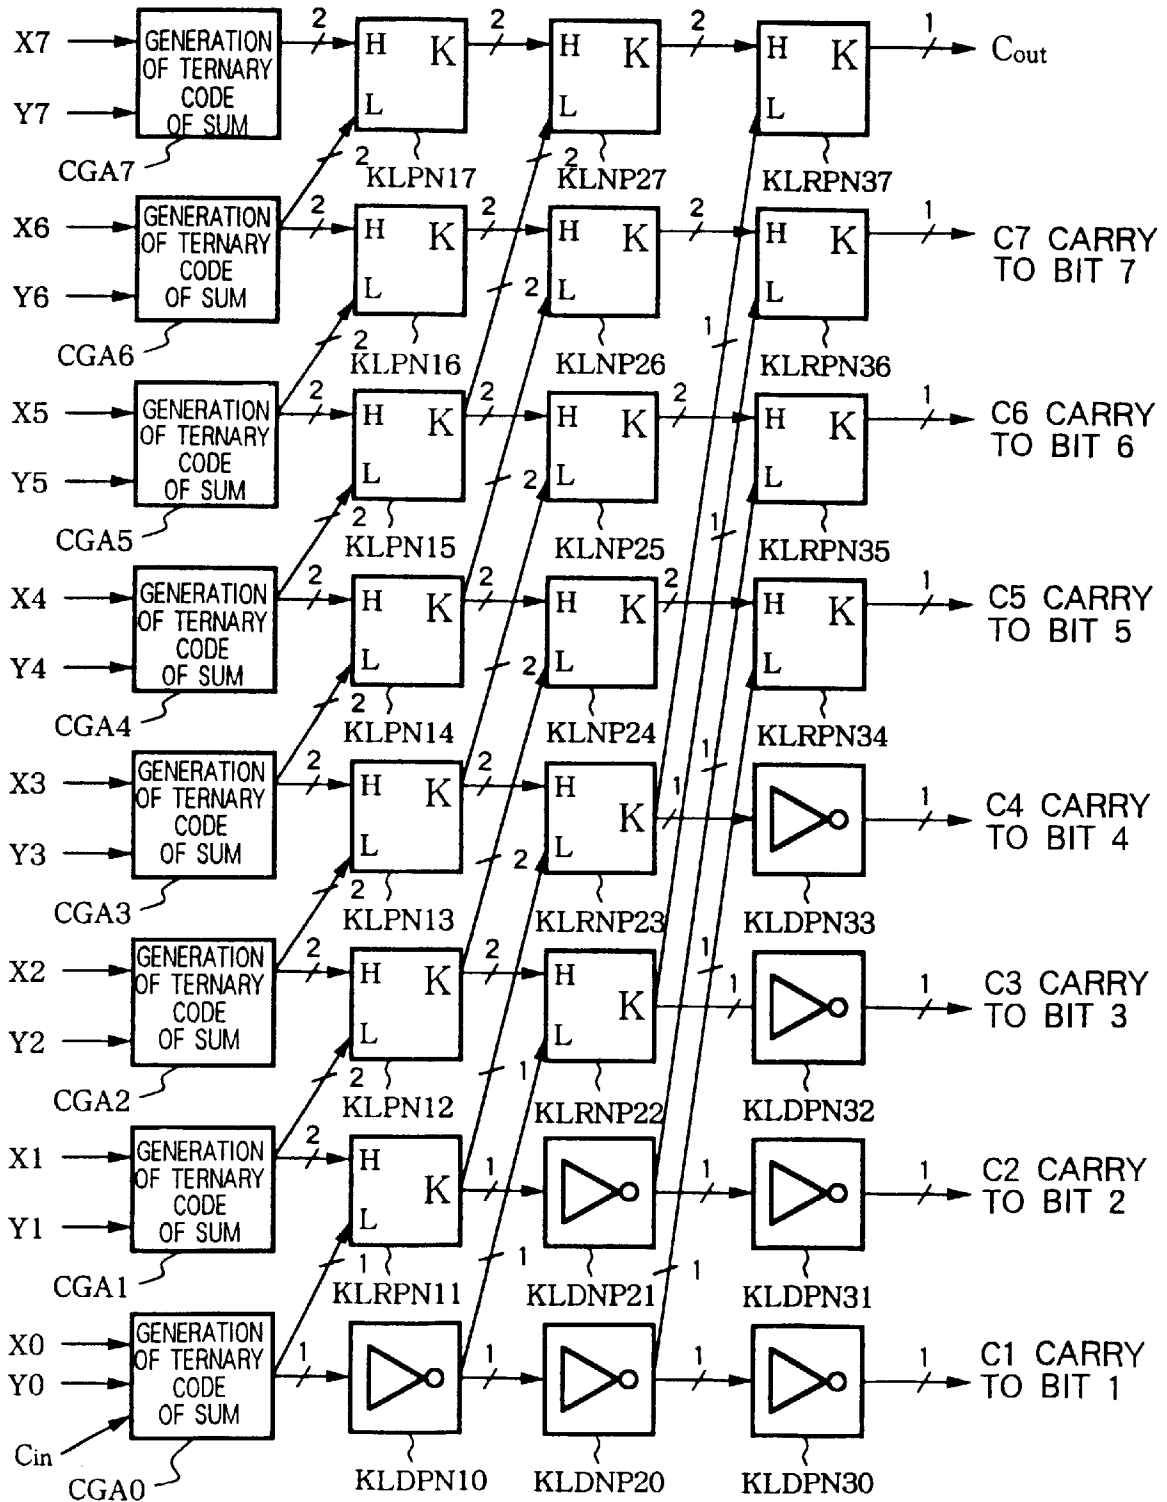 X7
Y7
GENERATION
OF TERNARY
CODE
OF SUM
CGA7
2
2
H
L
K
KLPN17
2
2
H
L
K
KLNP27
2
H
L
K
KLRPN37
1
Cout
X6
Y6
GENERATION
OF TERNARY
CODE
OF SUM
CGA6
2
2
H
L
K
KLPN16
2
2
H
L
K
KLNP26
2
1
H
L
K
KLRPN36
1
C7 CARRY
TO BIT 7
X5
Y5
GENERATION
OF TERNARY
CODE
OF SUM
CGA5
2
2
H
L
K
KLPN15
2
2
H
L
K
KLNP25
2
1
H
L
K
KLRPN35
1
C6 CARRY
TO BIT 6
X4
Y4
GENERATION
OF TERNARY
CODE
OF SUM
CGA4
2
2
H
L
K
KLPN14
2
2
H
L
K
KLNP24
2
1
H
L
K
KLRPN34
1
C5 CARRY
TO BIT 5
X3
Y3
GENERATION
OF TERNARY
CODE
OF SUM
CGA3
2
2
H
L
K
KLPN13
2
2
H
L
K
KLRNP23
1
1
KLDPN33
1
C4 CARRY
TO BIT 4
X2
Y2
GENERATION
OF TERNARY
CODE
OF SUM
CGA2
2
2
H
L
K
KLPN12
2
1
H
L
K
KLRNP22
1
KLDPN32
1
C3 CARRY
TO BIT 3
X1
Y1
GENERATION
OF TERNARY
CODE
OF SUM
CGA1
2
1
H
L
K
KLRPN11
1
1
KLDNP21
1
1
KLDPN31
1
C2 CARRY
TO BIT 2
X0
Y0
Cin
GENERATION
OF TERNARY
CODE
OF SUM
CGA0
1
KLDPN10
1
KLDNP20
1
KLDPN30
1
C1 CARRY
TO BIT 1